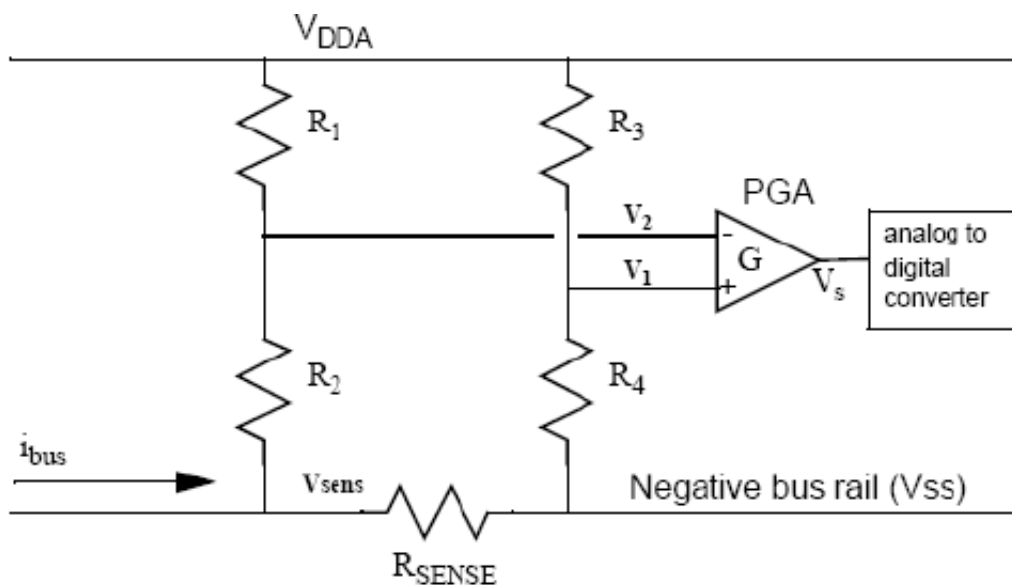 VDDA
R1
R3
PGA
V2
-
G
V1
+
Vs
analog to
digital
converter
R2
R4
ibus
Vsens
Negative bus rail (Vss)
RSENSE